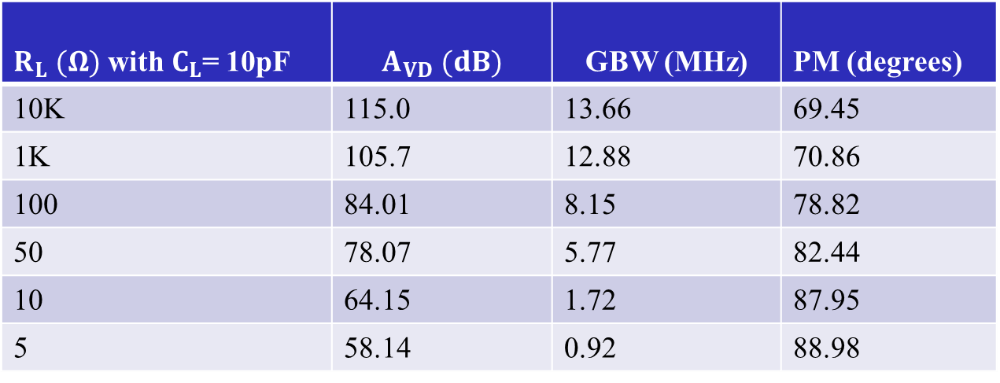 R_L (Ω) with C_L= 10pF A_VD (dB) GBW (MHz) PM (degrees)
10K 115.0 13.66 69.45
1K 105.7 12.88 70.86
100 84.01 8.15 78.82
50 78.07 5.77 82.44
10 64.15 1.72 87.95
5 58.14 0.92 88.98